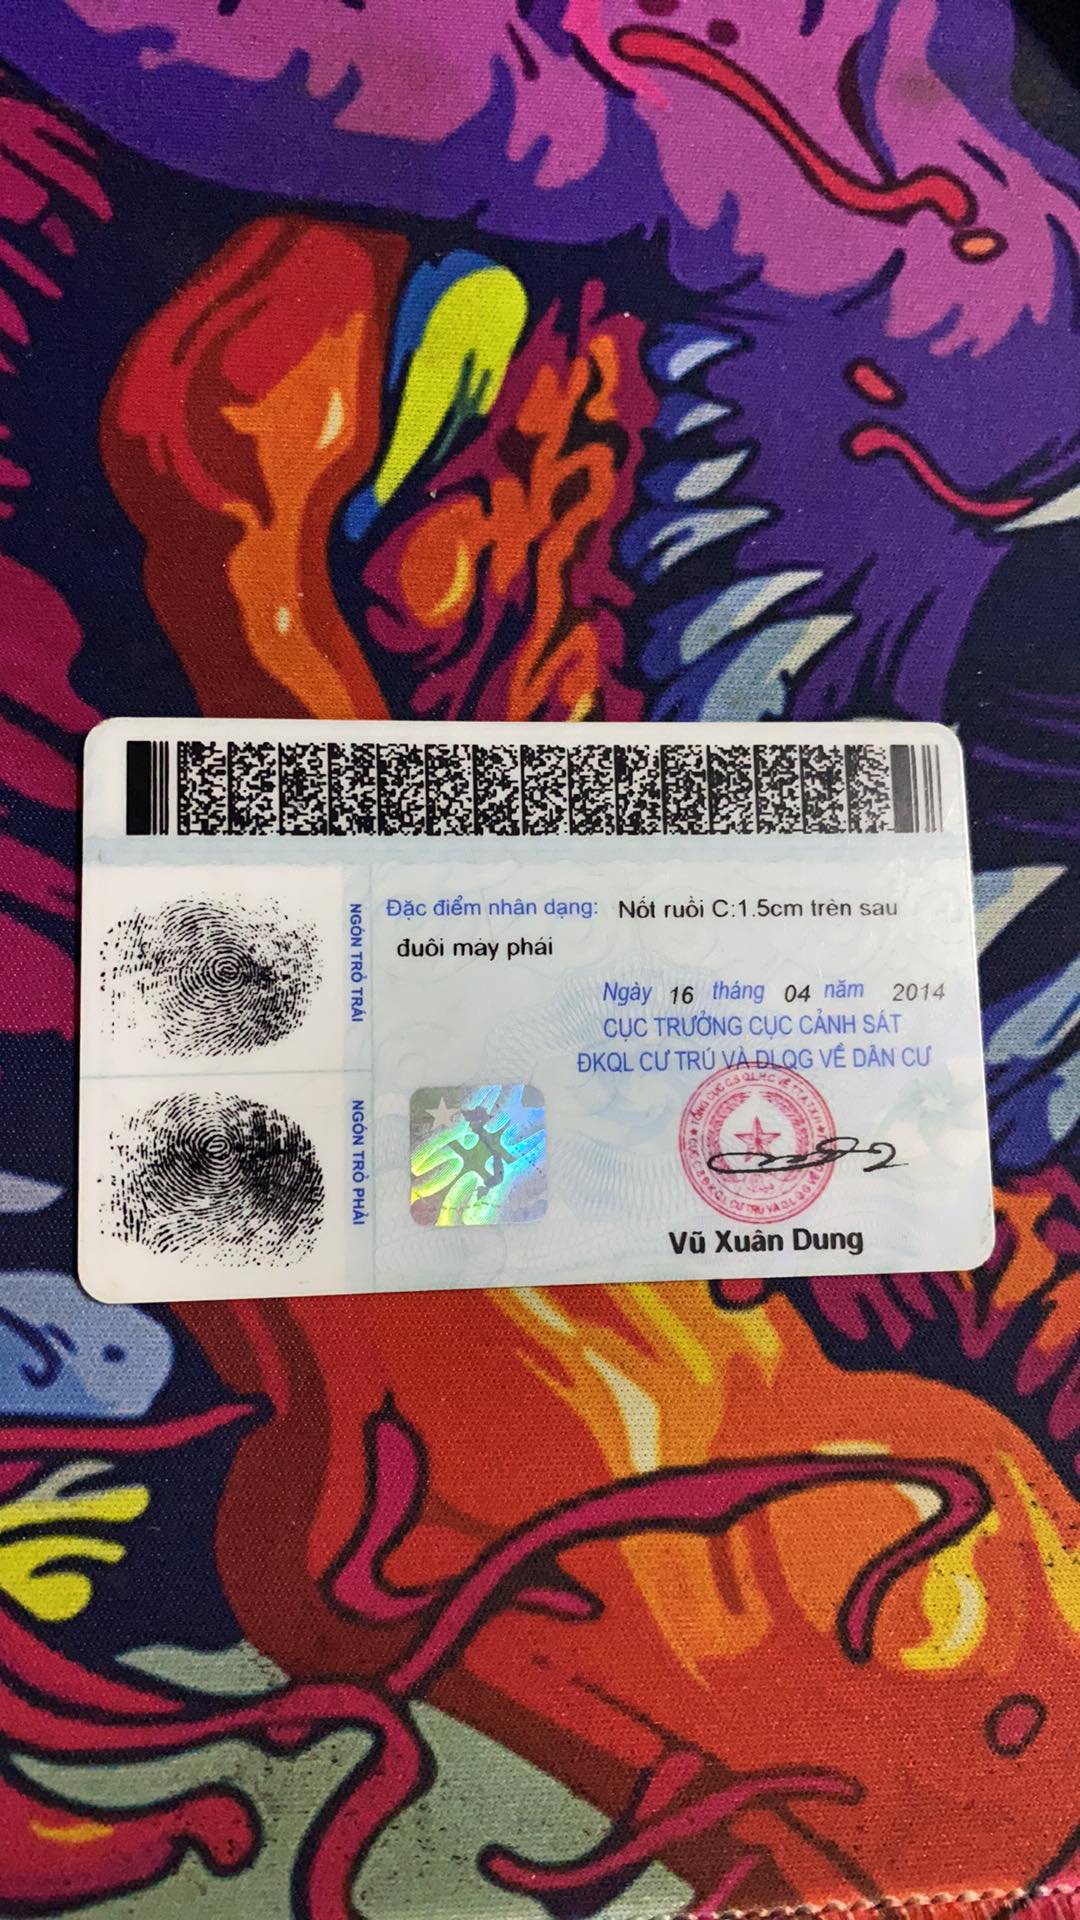 Đặc điểm nhân dạng: Nốt ruồi C:1.5cm trên sau
đuôi mày phải
NGÓN TRỎ TRÁI
Ngày 16 tháng 04 năm 2014
CỤC TRƯỞNG CỤC CẢNH SÁT
ĐKQL CƯ TRÚ VÀ DLQG VỀ DÂN CƯ
NGÓN TRỎ PHẢI
Vũ Xuân Dung